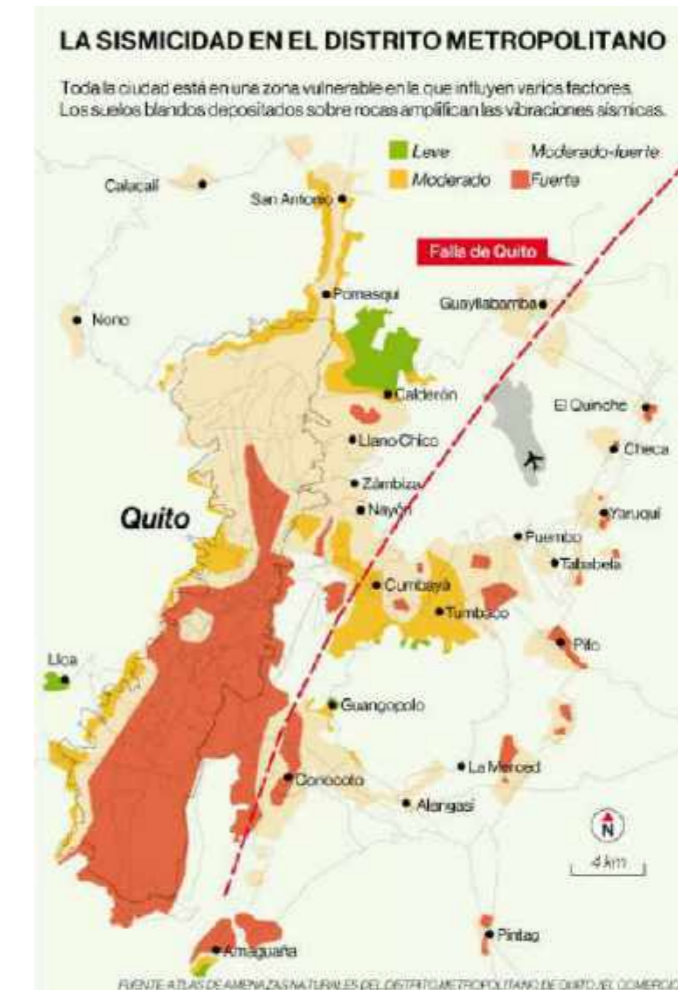 LA SISMICIDAD EN EL DISTRITO METROPOLITANO
Toda la ciudad está en una zona vulnerable en la que influyen varios factores.
Los suelos blandos depositados sobre rocas amplifican las vibraciones sísmicas.
Leve
Moderado-fuerte
Moderado
Fuerte
Calacalí
San Antonio
Falla de Quito
Pomasqui
Guayllabamba
Nono
Calderón
El Quinche
Llano Chico
Checa
Zámbiza
Quito
Nayón
Yaruquí
Puembo
Tababela
Cumbayá
Tumbaco
Pifo
Lloa
Guangopolo
La Merced
Conocoto
Alangasí
N
4 km
Pintag
Amaguaña
FUENTE: ATLAS DE AMENAZAS NATURALES DEL DISTRITO METROPOLITANO DE QUITO /EL COMERCIO